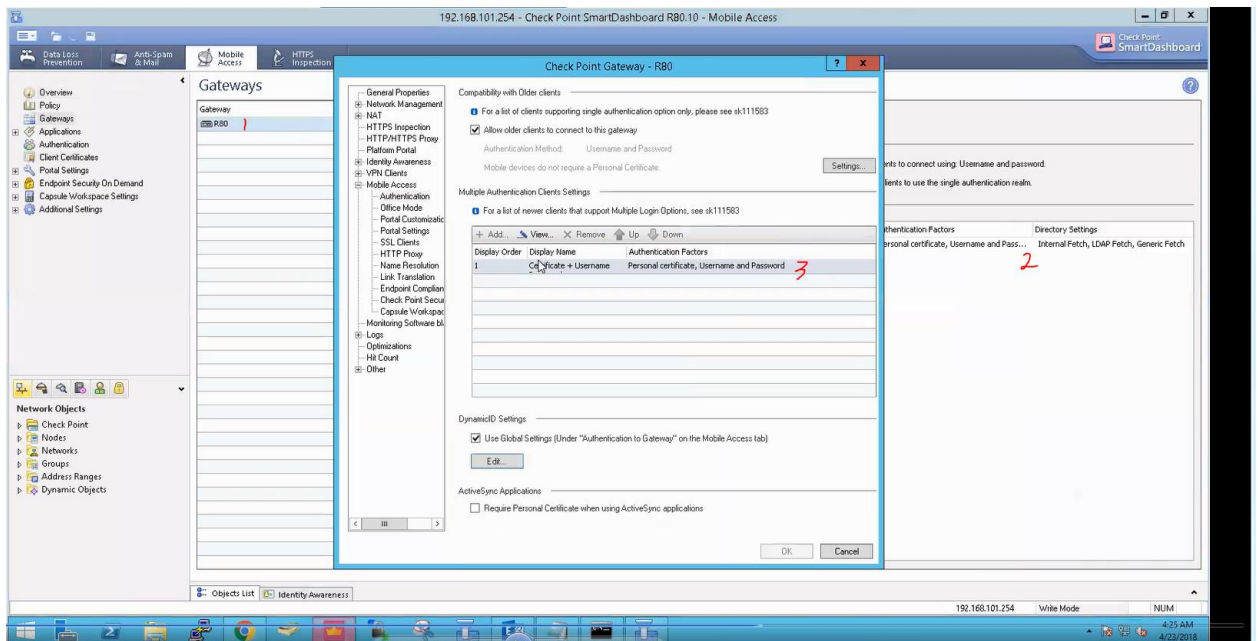 192.168.101.254 - Check Point SmartDashboard R80.10 - Mobile Access
Data Loss Prevention
Anti-Spam & Mail
Mobile Access
HTTPS Inspection
Check Point
SmartDashboard
Overview
Policy
Gateways
Applications
Authentication
Client Certificates
Portal Settings
Endpoint Security On Demand
Capsule Workspace Settings
Additional Settings
Network Objects
Check Point
Nodes
Networks
Groups
Address Ranges
Dynamic Objects
Gateways
Gateway
R80 1
Check Point Gateway - R80
? x
General Properties
Network Management
NAT
HTTPS Inspection
HTTP/HTTPS Proxy
Platform Portal
Identity Awareness
VPN Clients
Mobile Access
Authentication
Office Mode
Portal Customizatic
Portal Settings
SSL Clients
HTTP Proxy
Name Resolution
Link Translation
Endpoint Complian
Check Point Secur
Capsule Workspac
Monitoring Software bl
Logs
Optimizations
Hit Count
Other
Compatibility with Older clients
For a list of clients supporting single authentication option only, please see sk111583
Allow older clients to connect to this gateway
Authentication Method: Username and Password
Mobile devices do not require a Personal Certificate.
Settings...
Multiple Authentication Clients Settings
For a list of newer clients that support Multiple Login Options, see sk111583
+ Add... View... X Remove Up Down
Display Order Display Name Authentication Factors
1 Certificate + Username Personal certificate, Username and Password 3
DynamicID Settings
Use Global Settings (Under "Authentication to Gateway" on the Mobile Access tab)
Edit...
ActiveSync Applications
Require Personal Certificate when using ActiveSync applications
OK Cancel
ents to connect using: Username and password.
lients to use the single authentication realm.
uthentication Factors Directory Settings
ersonal certificate, Username and Pass... Internal Fetch, LDAP Fetch, Generic Fetch
2
Objects List Identity Awareness
192.168.101.254 Write Mode NUM
4:25 AM
4/23/2018